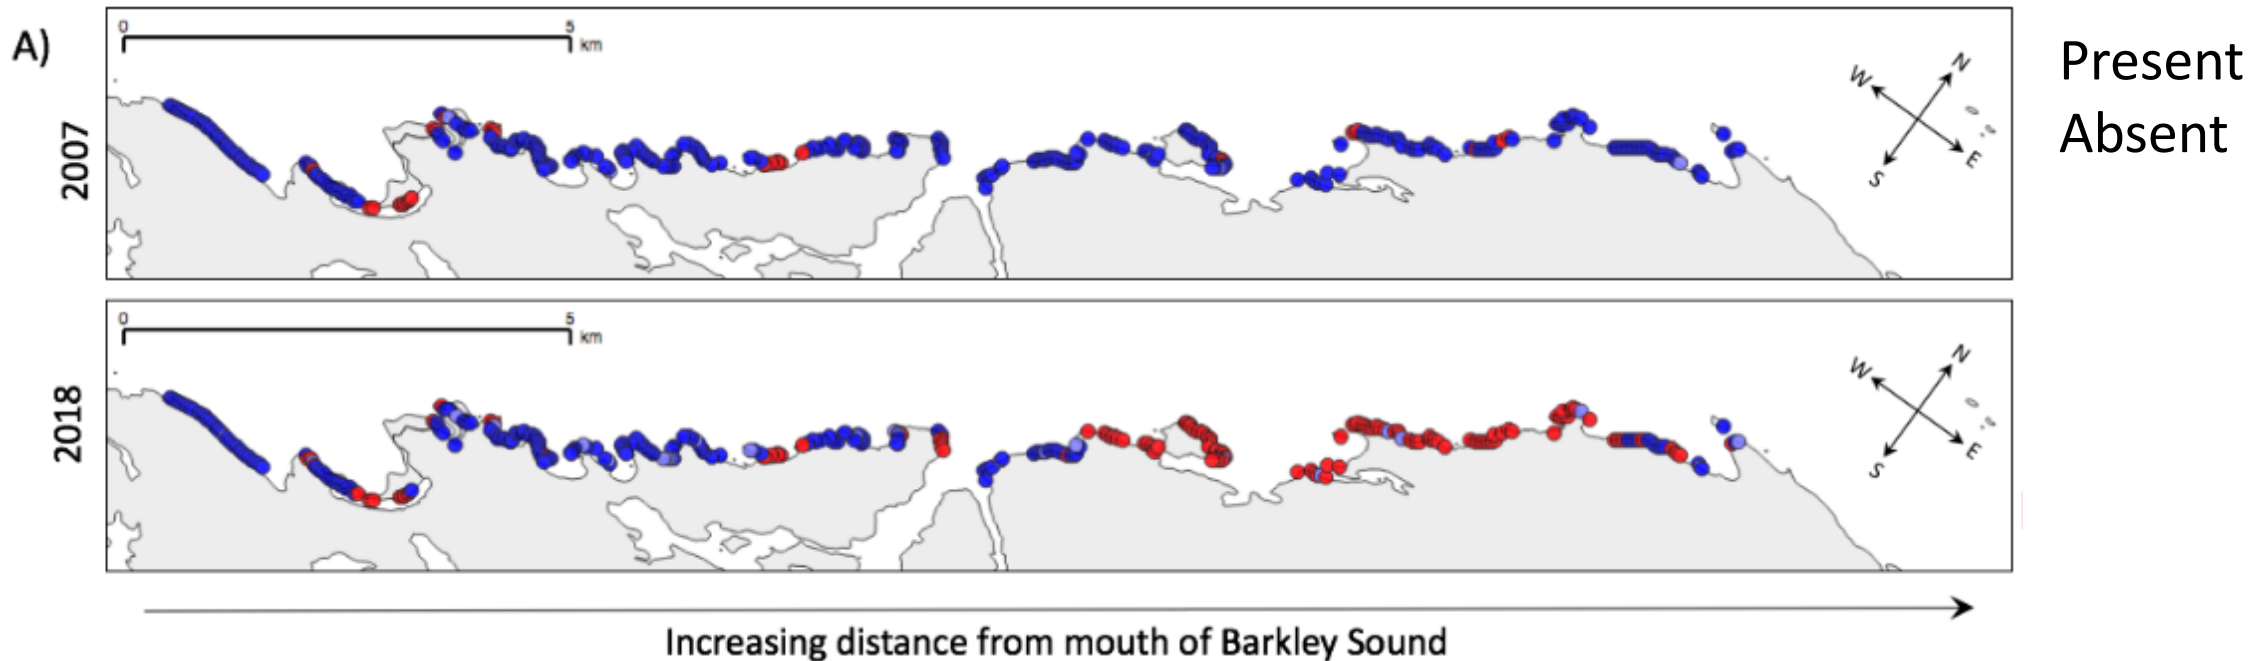 A)
0 5
km
2007
W N
S E
Present
Absent
0 5
km
2018
W N
S E
Increasing distance from mouth of Barkley Sound